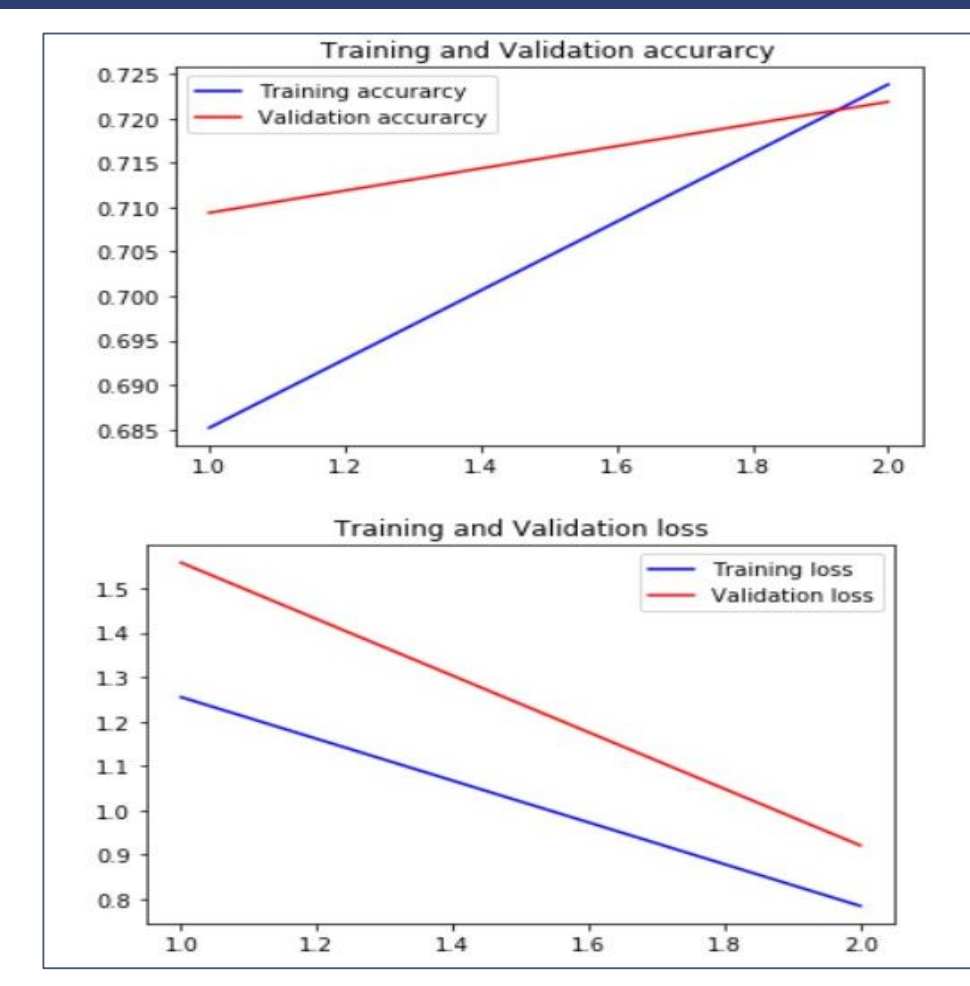 Training and Validation accurarcy
0.725
0.720
0.715
0.710
0.705
0.700
0.695
0.690
0.685
Training accurarcy
Validation accurarcy
1.0 1.2 1.4 1.6 1.8 2.0
Training and Validation loss
1.5
1.4
1.3
1.2
1.1
1.0
0.9
0.8
Training loss
Validation loss
1.0 1.2 1.4 1.6 1.8 2.0